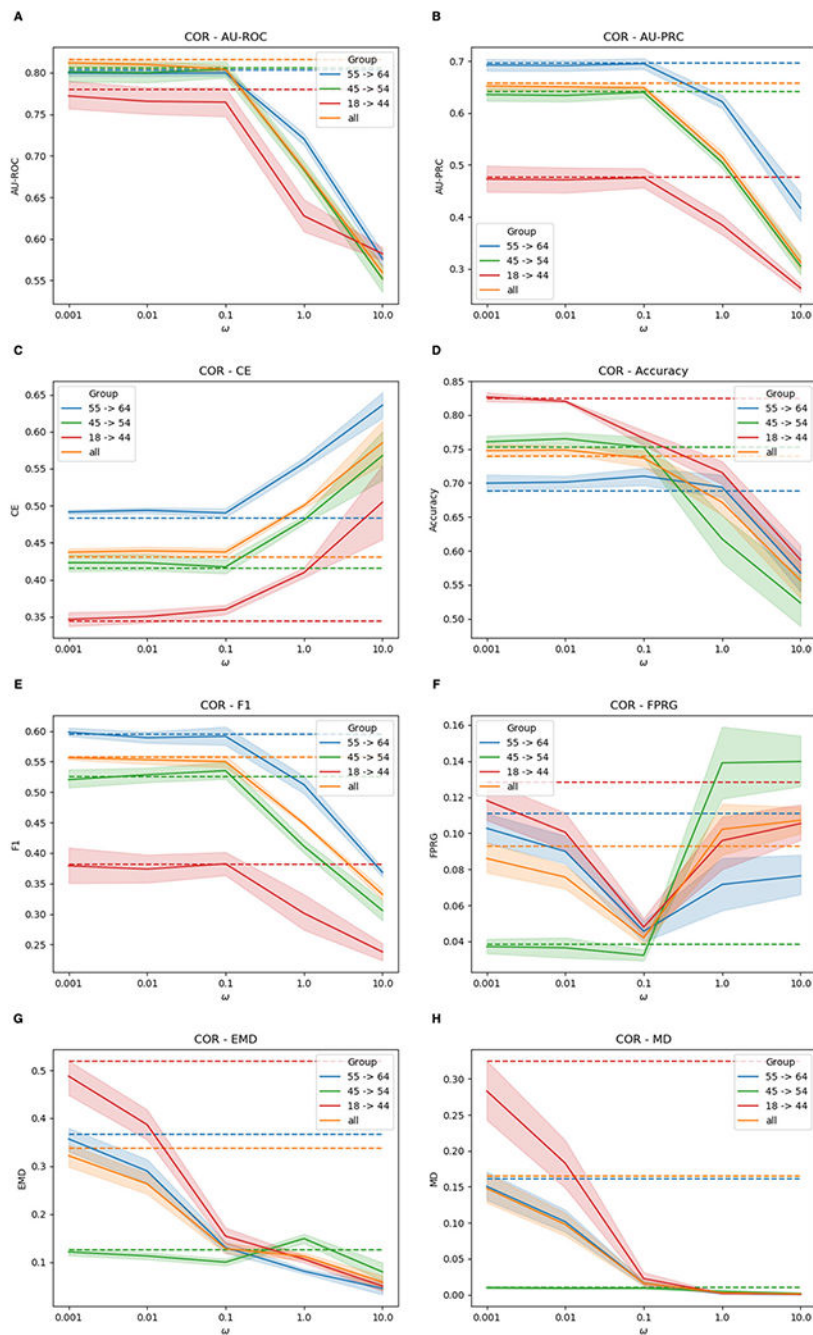 A
COR - AU-ROC
AU-ROC
0.80
0.75
0.70
0.65
0.60
0.55
Group
55 -> 64
45 -> 54
18 -> 44
all
0.001 0.01 0.1 1.0 10.0
ω
B
COR - AU-PRC
AU-PRC
0.7
0.6
0.5
0.4
0.3
Group
55 -> 64
45 -> 54
18 -> 44
all
0.001 0.01 0.1 1.0 10.0
ω
C
COR - CE
CE
0.65
0.60
0.55
0.50
0.45
0.40
0.35
Group
55 -> 64
45 -> 54
18 -> 44
all
0.001 0.01 0.1 1.0 10.0
ω
D
COR - Accuracy
Accuracy
0.85
0.80
0.75
0.70
0.65
0.60
0.55
0.50
Group
55 -> 64
45 -> 54
18 -> 44
all
0.001 0.01 0.1 1.0 10.0
ω
E
COR - F1
F1
0.60
0.55
0.50
0.45
0.40
0.35
0.30
0.25
Group
55 -> 64
45 -> 54
18 -> 44
all
0.001 0.01 0.1 1.0 10.0
ω
F
COR - FPRG
FPRG
0.16
0.14
0.12
0.10
0.08
0.06
0.04
Group
55 -> 64
45 -> 54
18 -> 44
all
0.001 0.01 0.1 1.0 10.0
ω
G
COR - EMD
EMD
0.5
0.4
0.3
0.2
0.1
Group
55 -> 64
45 -> 54
18 -> 44
all
0.001 0.01 0.1 1.0 10.0
ω
H
COR - MD
MD
0.30
0.25
0.20
0.15
0.10
0.05
0.00
Group
55 -> 64
45 -> 54
18 -> 44
all
0.001 0.01 0.1 1.0 10.0
ω